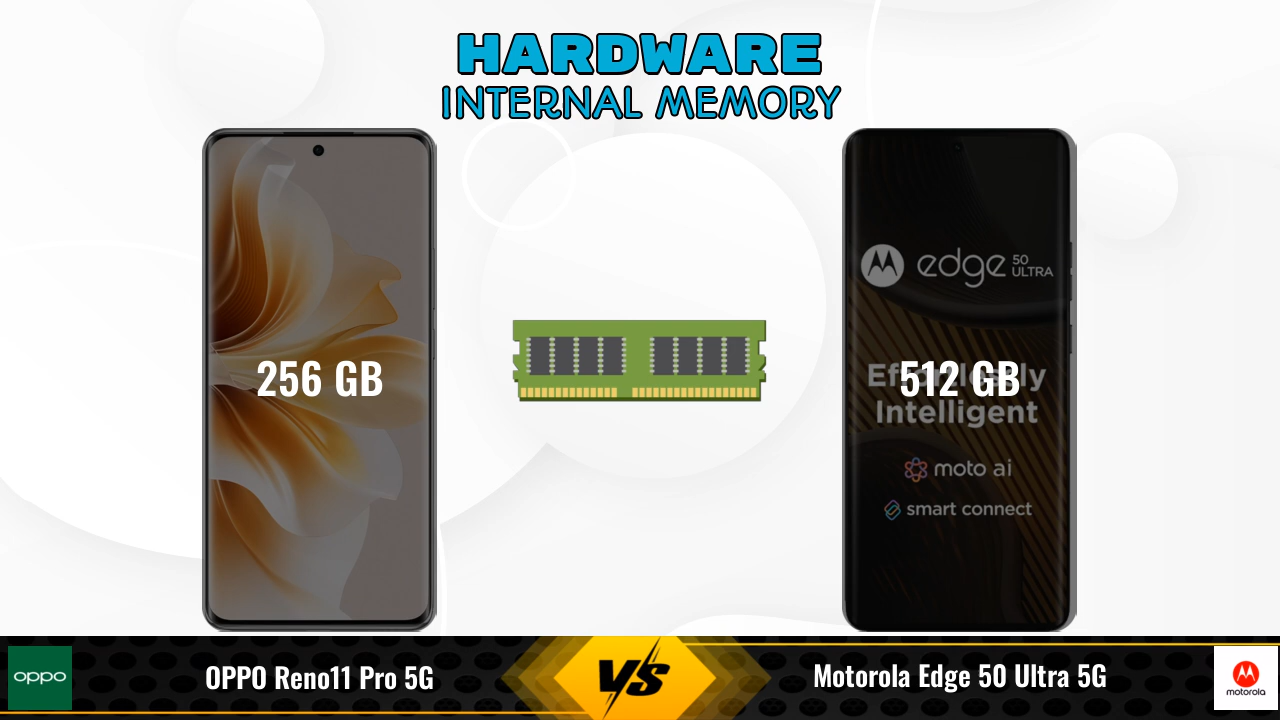 HARDWARE
INTERNAL MEMORY
edge 50 ULTRA
256 GB
512 GB
Intelligent
moto ai
smart connect
oppo
OPPO Reno11 Pro 5G
VS
Motorola Edge 50 Ultra 5G
motorola